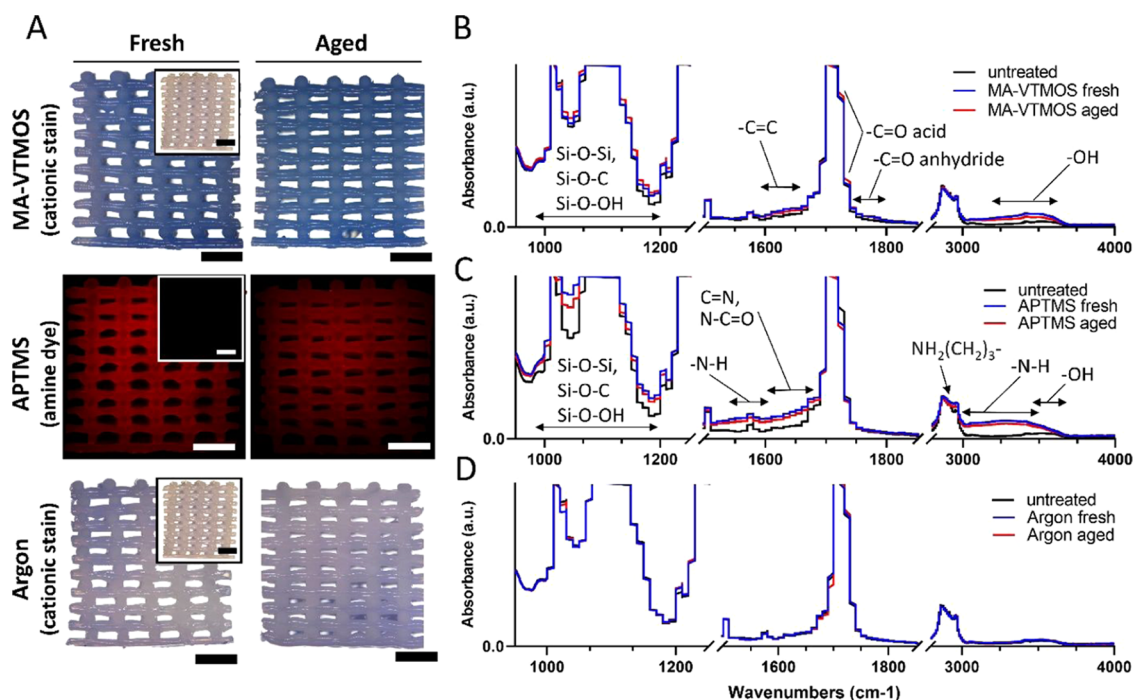 A
Fresh
Aged
MA-VTMOS
(cationic stain)
APTMS
(amine dye)
Argon
(cationic stain)
B
Absorbance (a.u.)
0.0
untreated
MA-VTMOS fresh
MA-VTMOS aged
Si-O-Si,
Si-O-C
Si-O-OH
-C=C
-C=O acid
-C=O anhydride
-OH
1000
1200
1600
1800
3000
4000
C
Absorbance (a.u.)
0.0
untreated
APTMS fresh
APTMS aged
Si-O-Si,
Si-O-C
Si-O-OH
-N-H
C=N,
N-C=O
NH2(CH2)3-
-N-H
-OH
1000
1200
1600
1800
3000
4000
D
Absorbance (a.u.)
0.0
untreated
Argon fresh
Argon aged
1000
1200
1600
1800
3000
4000
Wavenumbers (cm-1)